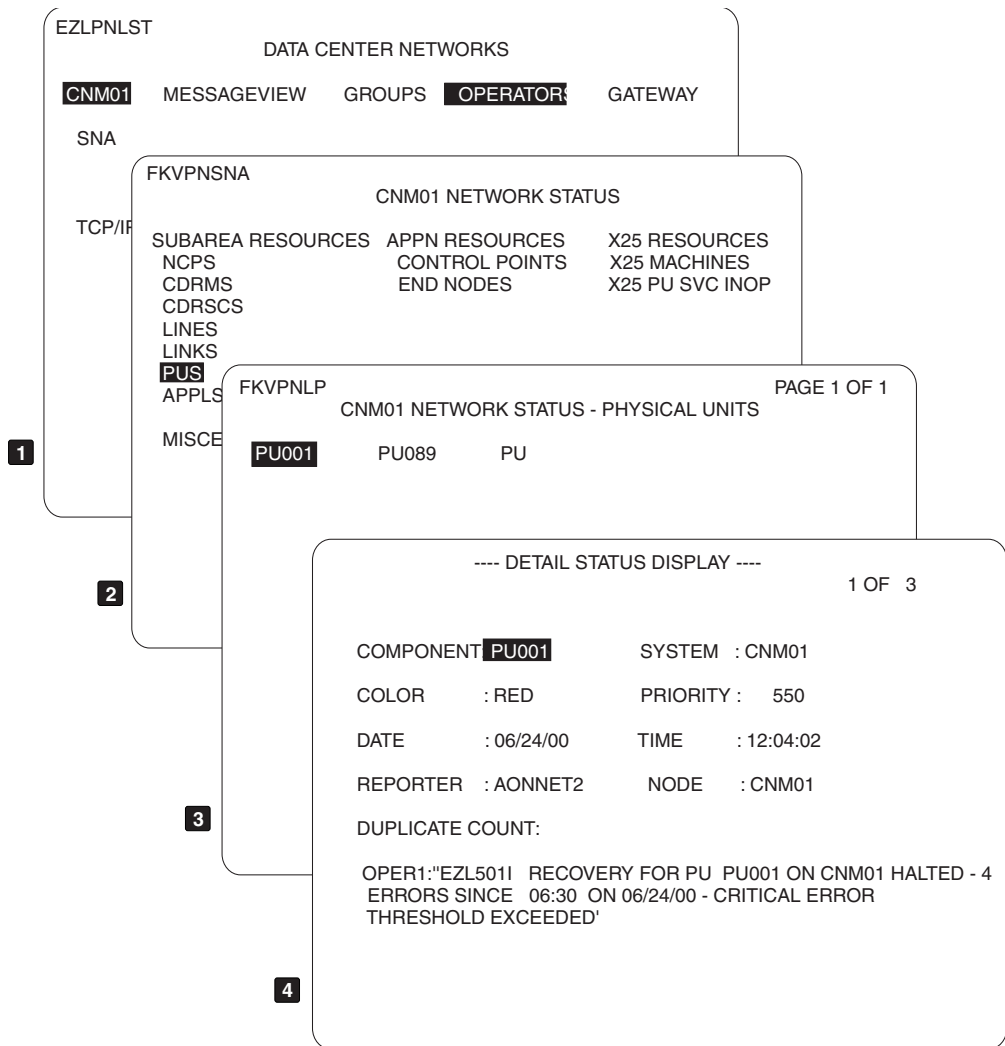 EZLPNLST
DATA CENTER NETWORKS
CNM01 MESSAGEVIEW GROUPS OPERATORS GATEWAY
SNA
TCP/IP
1
FKVPNSNA
CNM01 NETWORK STATUS
SUBAREA RESOURCES APPN RESOURCES X25 RESOURCES
NCPS CONTROL POINTS X25 MACHINES
CDRMS END NODES X25 PU SVC INOP
CDRSCS
LINES
LINKS
PUS
APPLS
MISCE
2
FKVPNLP PAGE 1 OF 1
CNM01 NETWORK STATUS - PHYSICAL UNITS
PU001 PU089 PU
3
---- DETAIL STATUS DISPLAY ----
1 OF 3
COMPONENT: PU001 SYSTEM : CNM01
COLOR : RED PRIORITY : 550
DATE : 06/24/00 TIME : 12:04:02
REPORTER : AONNET2 NODE : CNM01
DUPLICATE COUNT:
OPER1:"EZL501I RECOVERY FOR PU PU001 ON CNM01 HALTED - 4
ERRORS SINCE 06:30 ON 06/24/00 - CRITICAL ERROR
THRESHOLD EXCEEDED'
4